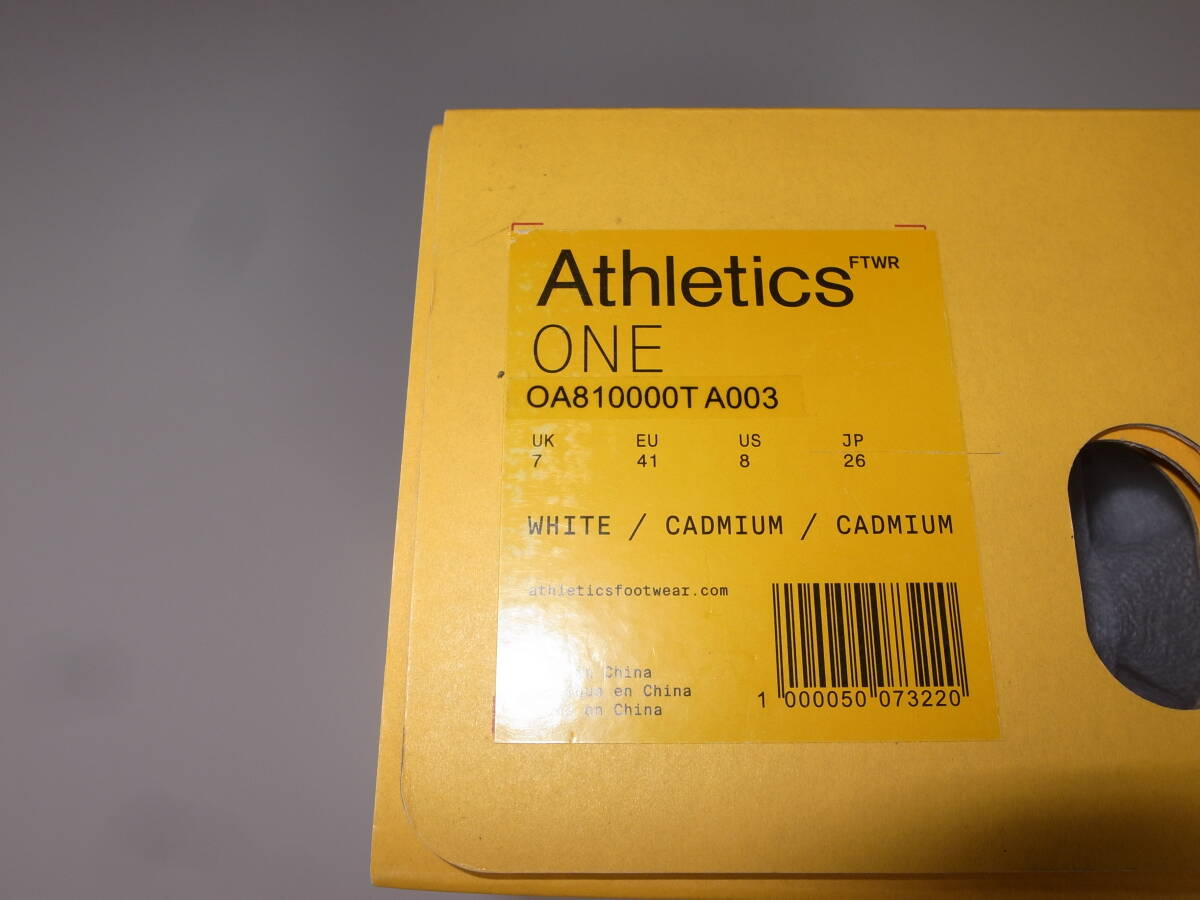 Athletics FTWR
ONE
OA810000T A003
UK EU US JP
7 41 8 26
WHITE / CADMIUM / CADMIUM
athleticsfootwear.com
China
en China
en China
1 000050 073220